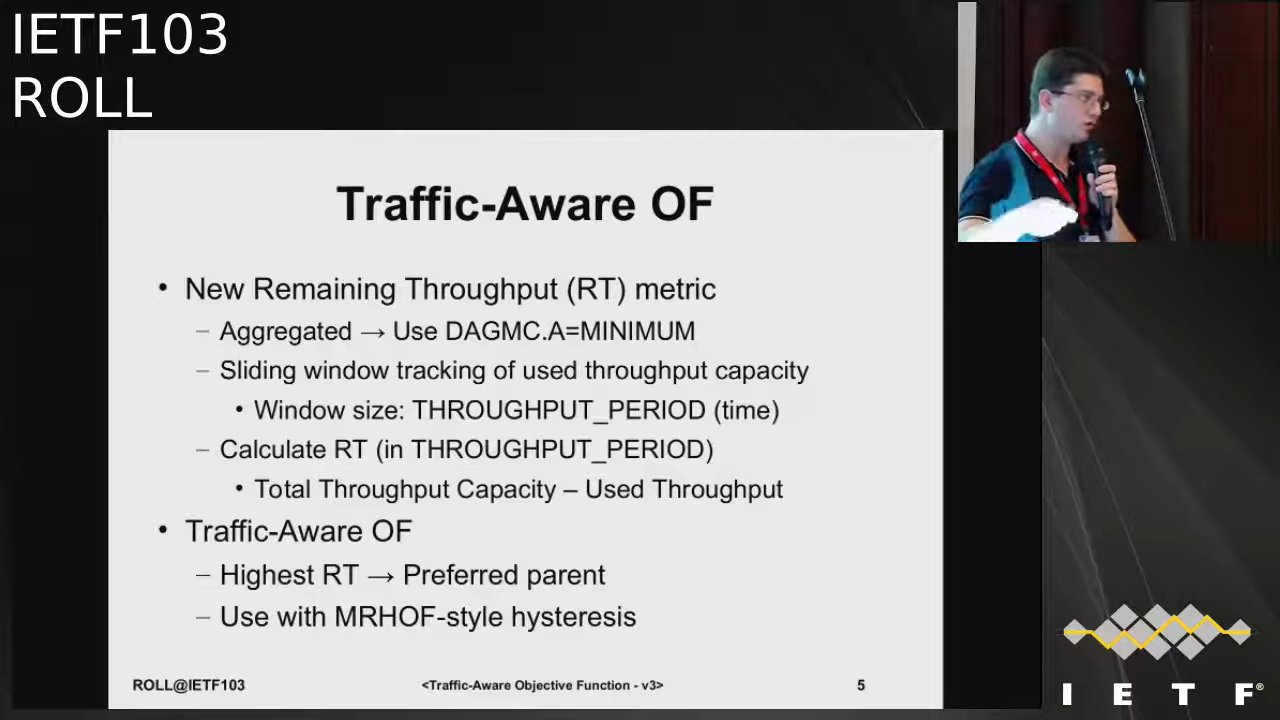 IETF103
ROLL
Traffic-Aware OF
• New Remaining Throughput (RT) metric
– Aggregated → Use DAGMC.A=MINIMUM
– Sliding window tracking of used throughput capacity
• Window size: THROUGHPUT_PERIOD (time)
– Calculate RT (in THROUGHPUT_PERIOD)
• Total Throughput Capacity – Used Throughput
• Traffic-Aware OF
– Highest RT → Preferred parent
– Use with MRHOF-style hysteresis
ROLL@IETF103 <Traffic-Aware Objective Function - v3> 5
I E T F®